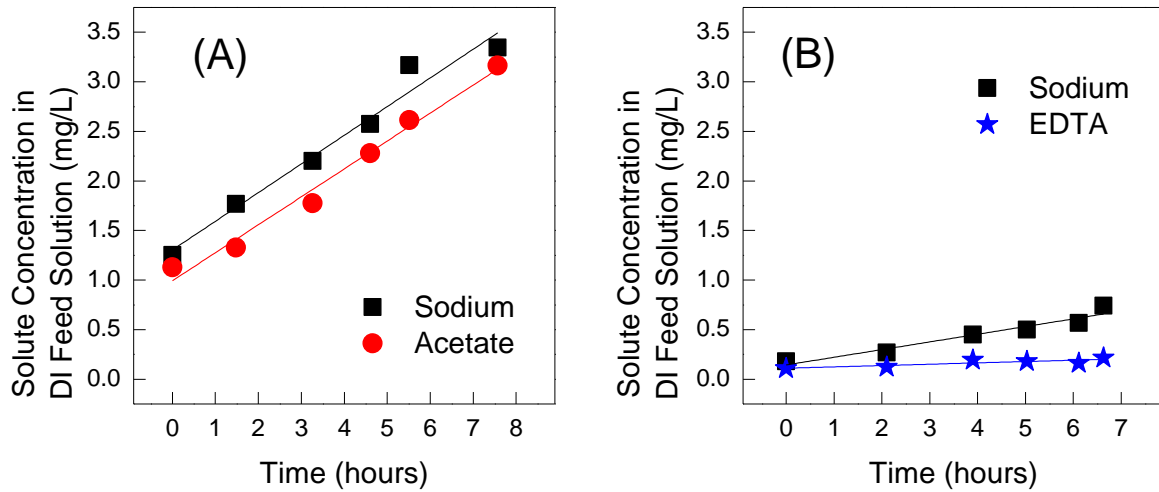 (A)
Solute Concentration in
DI Feed Solution (mg/L)
3.5
3.0
2.5
2.0
1.5
1.0
0.5
0.0
Sodium
Acetate
0 1 2 3 4 5 6 7 8
Time (hours)
(B)
Solute Concentration in
DI Feed Solution (mg/L)
3.5
3.0
2.5
2.0
1.5
1.0
0.5
0.0
Sodium
EDTA
0 1 2 3 4 5 6 7
Time (hours)